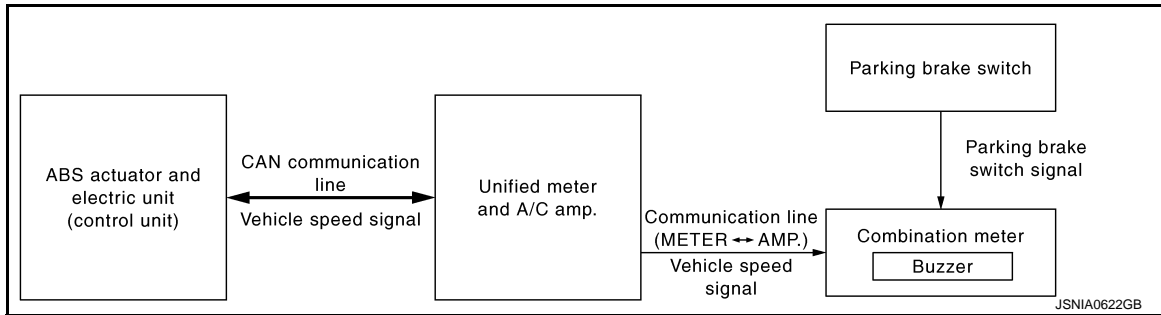 ABS actuator and
electric unit
(control unit)
CAN communication
line
Vehicle speed signal
Unified meter
and A/C amp.
Communication line
(METER ↔ AMP.)
Vehicle speed
signal
Parking brake switch
Parking brake
switch signal
Combination meter
Buzzer
JSNIA0622GB